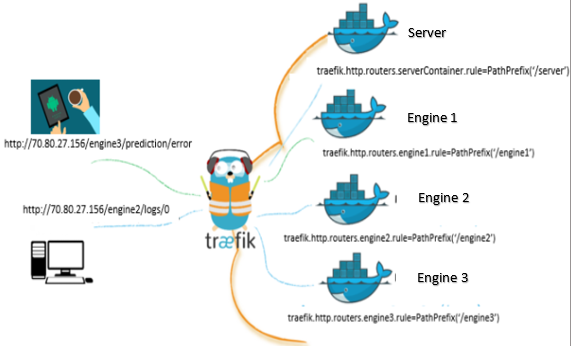 Server
traefik.http.routers.serverContainer.rule=PathPrefix('/server')
Engine 1
http://70.80.27.156/engine3/prediction/error
traefik.http.routers.engine1.rule=PathPrefix('/engine1')
Engine 2
http://70.80.27.156/engine2/logs/0
træfik
traefik.http.routers.engine2.rule=PathPrefix('/engine2')
Engine 3
traefik.http.routers.engine3.rule=PathPrefix('/engine3')